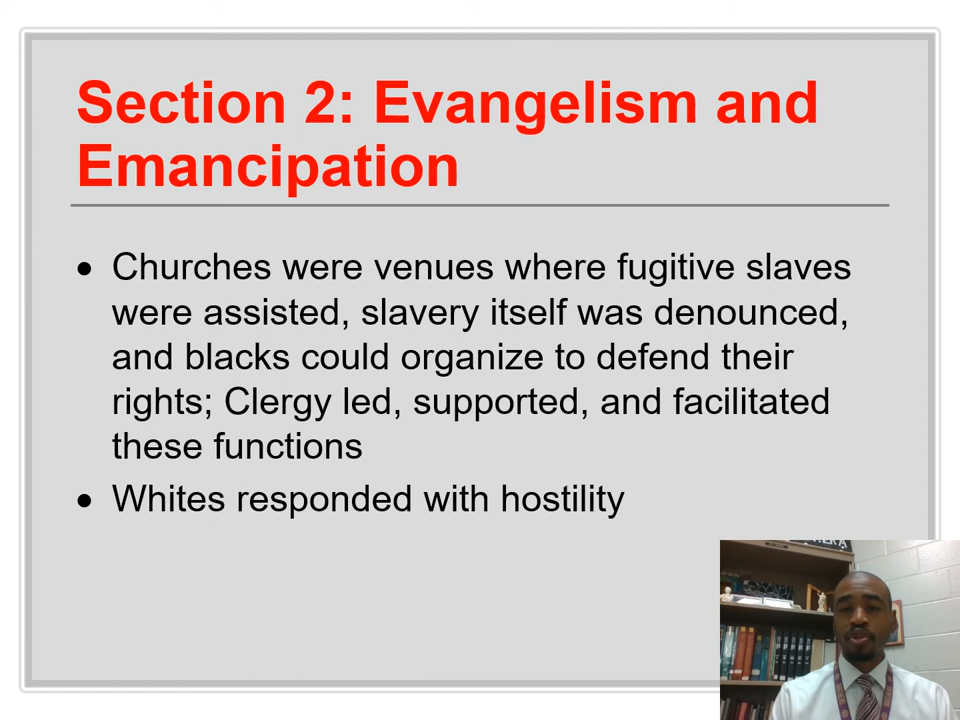 Section 2: Evangelism and
Emancipation
• Churches were venues where fugitive slaves
were assisted, slavery itself was denounced,
and blacks could organize to defend their
rights; Clergy led, supported, and facilitated
these functions
• Whites responded with hostility